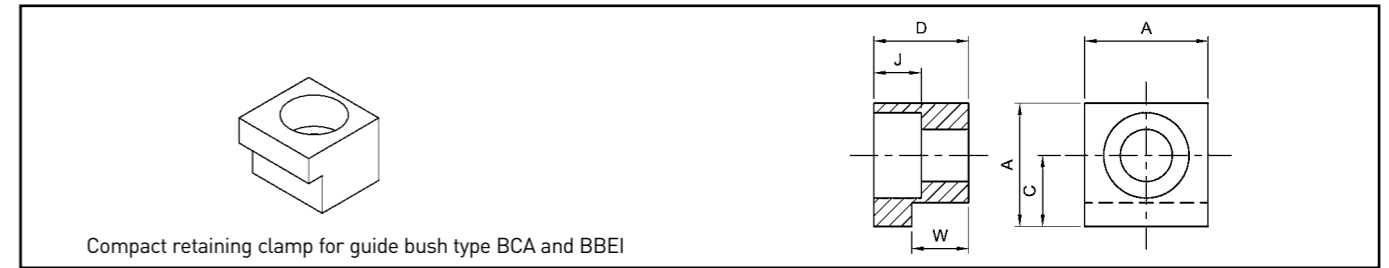 D
A
J
A
C
W
Compact retaining clamp for guide bush type BCA and BBEI